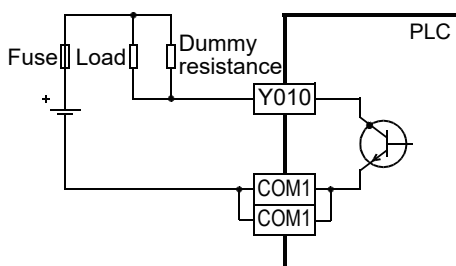 PLC
Fuse
Load
Dummy
resistance
+
Y010
COM1
COM1